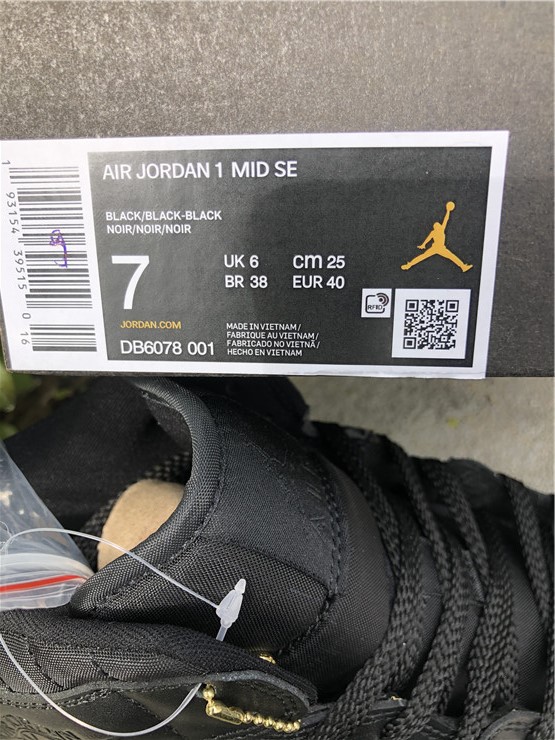 AIR JORDAN 1 MID SE
BLACK/BLACK-BLACK
NOIR/NOIR/NOIR
7
UK 6
CM 25
BR 38
EUR 40
JORDAN.COM
DB6078 001
MADE IN VIETNAM /
FABRIQUE AU VIETNAM /
FABRICADO NO VIETNÃ /
HECHO EN VIETNAM
RFID
1 93154 39515 0 16